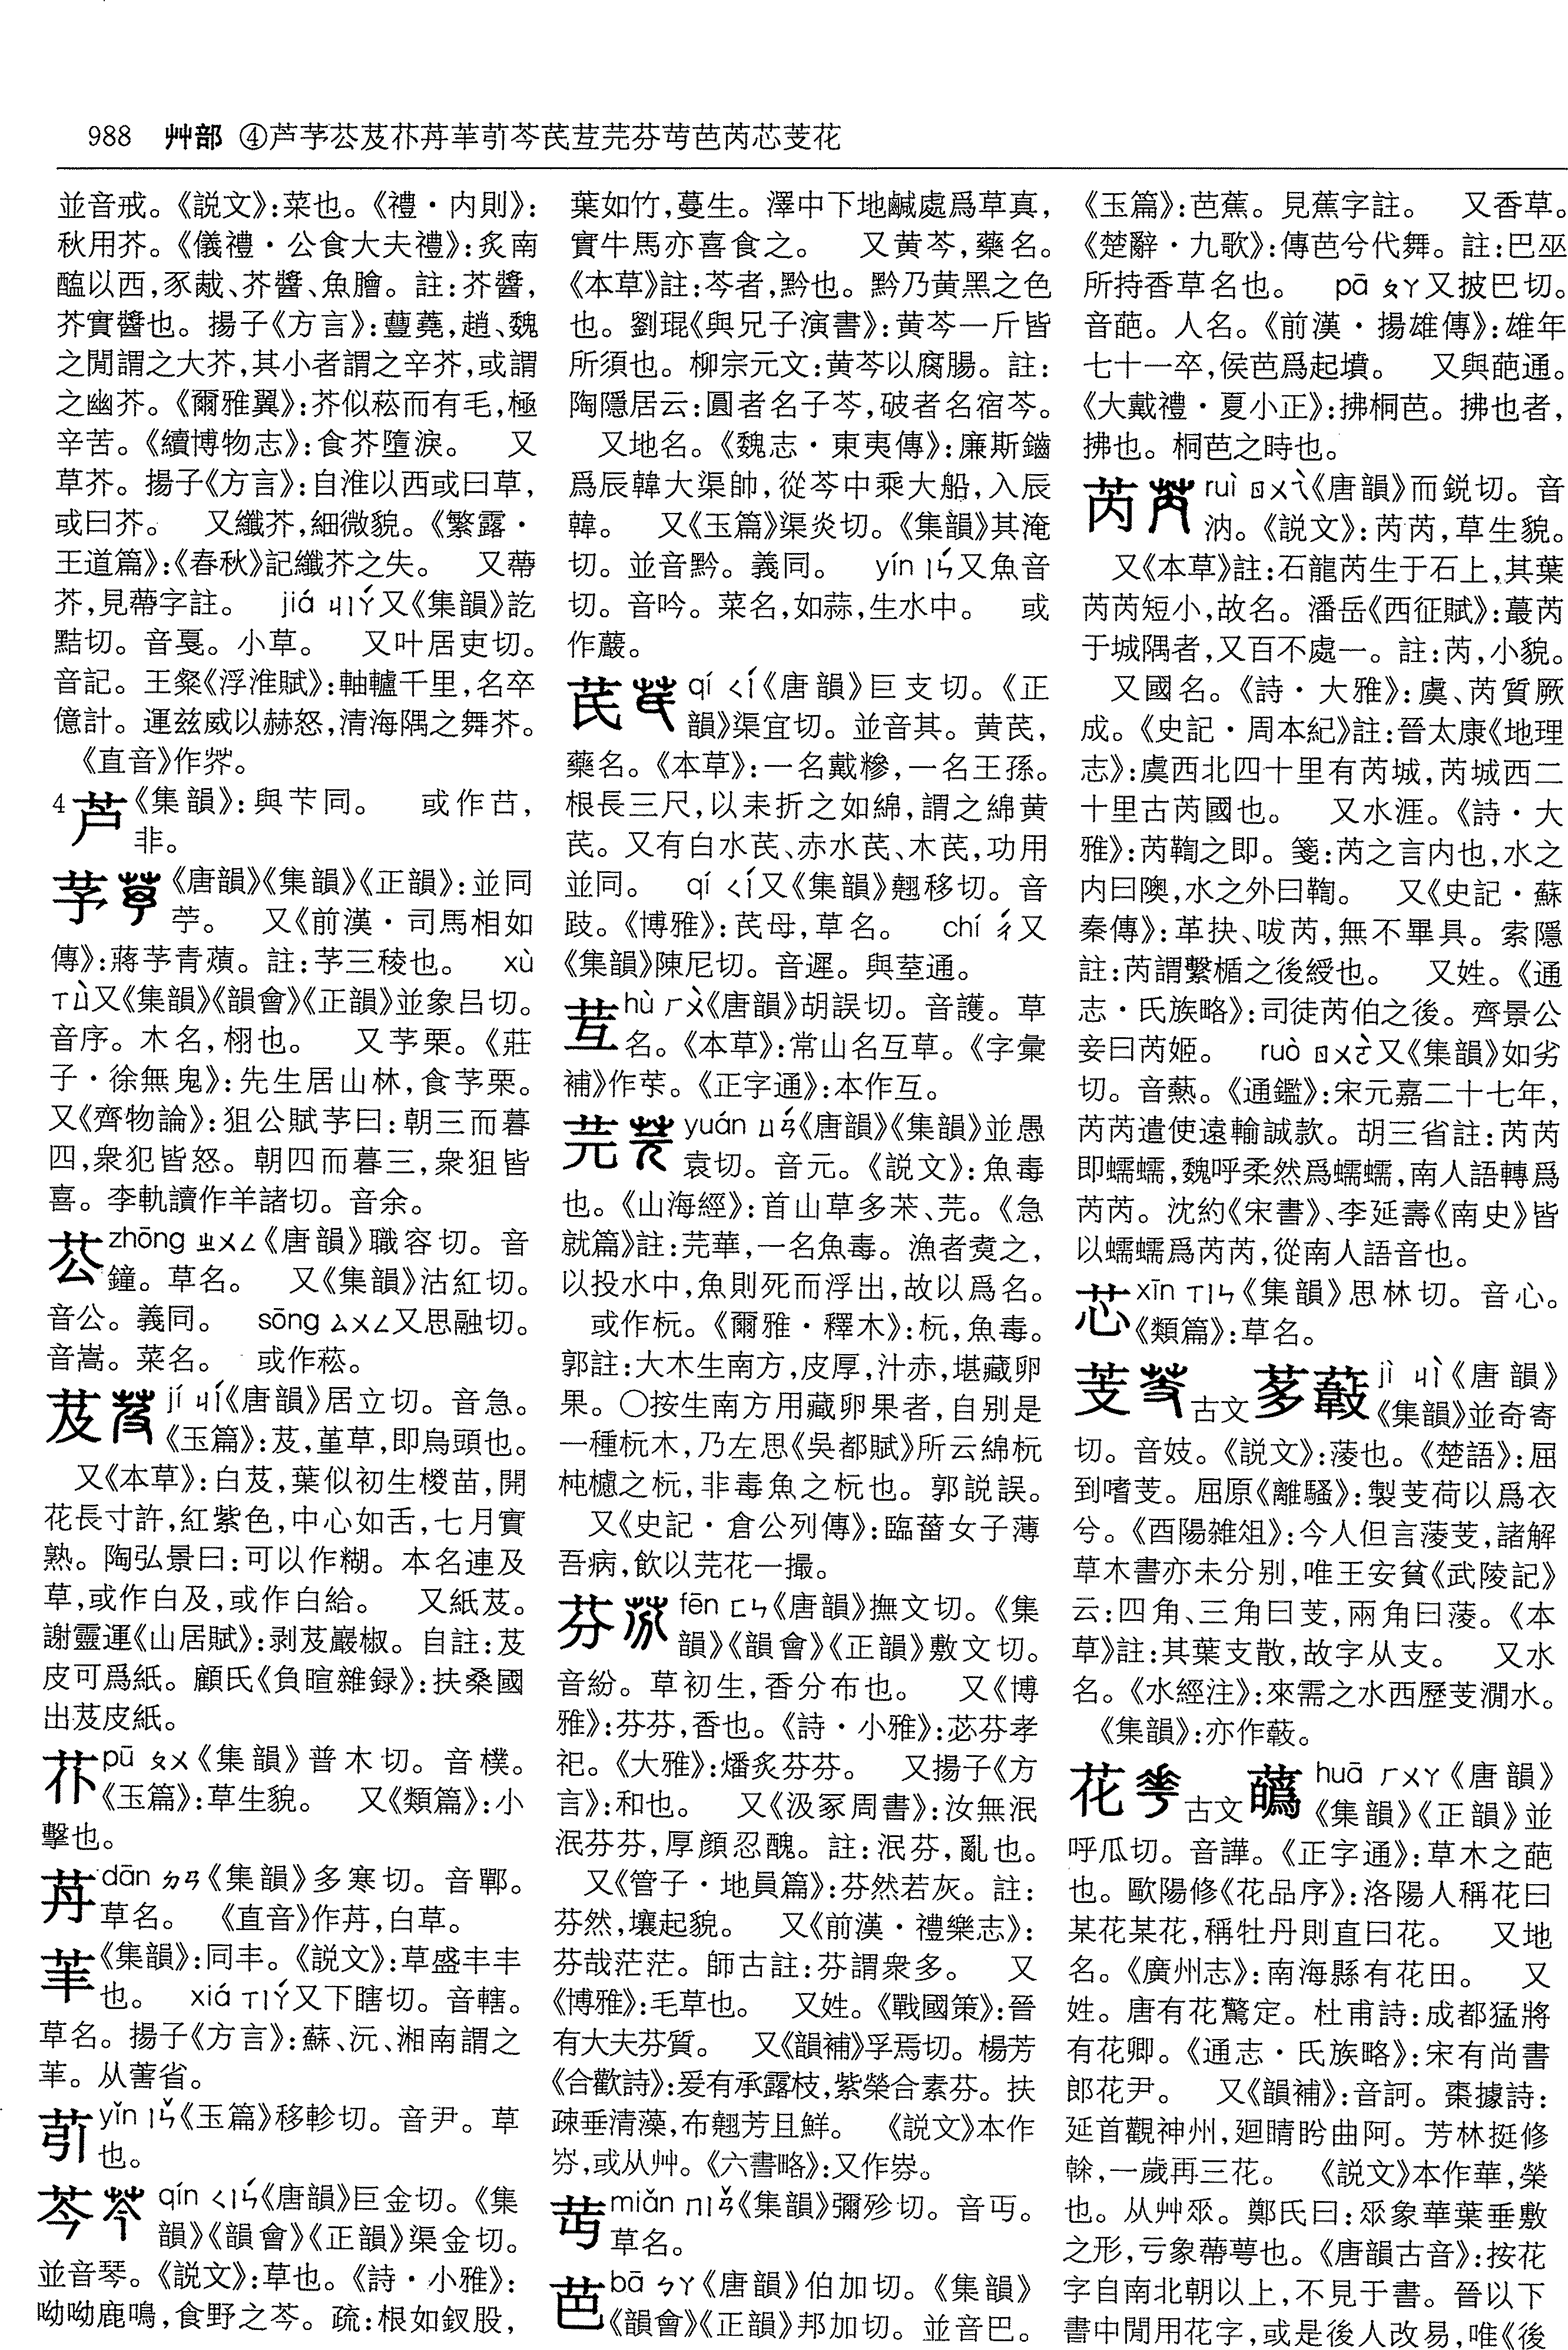 988 艸部 ④芦芧苁芨芣苒芈芛芩芪苙芫芬芇芭芮芯芰花
並音戒。《説文》:菜也。《禮·内則》:
秋用芥。《儀禮·公食大夫禮》:炙南
醢以西,豕胾、芥醬、魚膾。註:芥醬,
芥實醬也。揚子《方言》:蘴蕘,趙、魏
之閒謂之大芥,其小者謂之辛芥,或謂
之幽芥。《爾雅翼》:芥似菘而有毛,極
辛苦。《續博物志》:食芥墮淚。 又
草芥。揚子《方言》:自淮以西或曰草,
或曰芥。 又纖芥,細微貌。《繁露·
王道篇》:《春秋》記纖芥之失。 又蔕
芥,見蔕字註。 jiá ㄐㄧㄚˊ又《集韻》訖
黠切。音戛。小草。 又叶居吏切。
音記。王粲《浮淮賦》:軸轤千里,名卒
億計。運兹威以赫怒,清海隅之舞芥。
《直音》作。
4 芦《集韻》:與芐同。 或作苄,
非。
芧《唐韻》《集韻》《正韻》:並同
苧。 又《前漢·司馬相如
傳》:蔣芧青薠。註:芧三稜也。 xù
ㄒㄩˋ又《集韻》《韻會》《正韻》並象吕切。
音序。木名,栩也。 又芧栗。《莊
子·徐無鬼》:先生居山林,食芧栗。
又《齊物論》:狙公賦芧曰:朝三而暮
四,衆犯皆怒。朝四而暮三,衆狙皆
喜。李軌讀作羊諸切。音余。
zhōng ㄓㄨㄥ《唐韻》職容切。音
鐘。草名。 又《集韻》沽紅切。
音公。義同。 sōng ㄙㄨㄥ又思融切。
音嵩。菜名。 或作菘。
芨 jí ㄐㄧˊ《唐韻》居立切。音急。
《玉篇》:芨,堇草,即烏頭也。
又《本草》:白芨,葉似初生椶苗,開
花長寸許,紅紫色,中心如舌,七月實
熟。陶弘景曰:可以作糊。本名連及
草,或作白及,或作白給。 又紙芨。
謝靈運《山居賦》:剥芨巖椒。自註:芨
皮可爲紙。顧氏《負暄雜録》:扶桑國
出芨皮紙。
pū ㄆㄨ《集韻》普木切。音樸。
《玉篇》:草生貌。 又《類篇》:小
擊也。
dān ㄉㄢ《集韻》多寒切。音鄲。
草名。 《直音》作,白草。
《集韻》:同丰。《説文》:草盛丰丰
也。 xiá ㄒㄧㄚˊ又下瞎切。音轄。
草名。揚子《方言》:蘇、沅、湘南謂之
。从䔈省。
芛 yǐn ㄧㄣˇ《玉篇》移軫切。音尹。草
也。
芩 qín ㄑㄧㄣˊ《唐韻》巨金切。《集
韻》《韻會》《正韻》渠金切。
並音琴。《説文》:草也。《詩·小雅》:
呦呦鹿鳴,食野之芩。疏:根如釵股,
葉如竹,蔓生。澤中下地鹹處爲草真,
實牛馬亦喜食之。 又黄芩,藥名。
《本草》註:芩者,黔也。黔乃黄黑之色
也。劉琨《與兄子演書》:黄芩一斤皆
所須也。柳宗元文:黄芩以腐腸。註:
陶隱居云:圓者名子芩,破者名宿芩。
又地名。《魏志·東夷傳》:廉斯鑡
爲辰韓大渠帥,從芩中乘大船,入辰
韓。 又《玉篇》渠炎切。《集韻》其淹
切。並音黔。義同。 yín ㄧㄣˊ又魚音
切。音吟。菜名,如蒜,生水中。 或
作䕃。
芪 qí ㄑㄧˊ《唐韻》巨支切。《正
韻》渠宜切。並音其。黄芪,
藥名。《本草》:一名戴糝,一名王孫。
根長三尺,以耒折之如綿,謂之綿黄
芪。又有白水芪、赤水芪、木芪,功用
並同。 qí ㄑㄧˊ又《集韻》翹移切。音
跂。《博雅》:芪母,草名。 chí ㄔˊ又
《集韻》陳尼切。音遲。與莖通。
hù ㄏㄨˋ《唐韻》胡誤切。音護。草
名。《本草》:常山名互草。《字彙
補》作。《正字通》:本作互。
芫 yuán ㄩㄢˊ《唐韻》《集韻》並愚
袁切。音元。《説文》:魚毒
也。《山海經》:首山草多苿、芫。《急
就篇》註:芫華,一名魚毒。漁者煑之,
以投水中,魚則死而浮出,故以爲名。
或作杬。《爾雅·釋木》:杬,魚毒。
郭註:大木生南方,皮厚,汁赤,堪藏卵
果。○按生南方用藏卵果者,自别是
一種杬木,乃左思《吳都賦》所云綿杬
杶櫨之杬,非毒魚之杬也。郭説誤。
又《史記·倉公列傳》:臨菑女子薄
吾病,飲以芫花一撮。
芬 fēn ㄈㄣ《唐韻》撫文切。《集
韻》《韻會》《正韻》敷文切。
音紛。草初生,香分布也。 又《博
雅》:芬芬,香也。《詩·小雅》:苾芬孝
祀。《大雅》:燔炙芬芬。 又揚子《方
言》:和也。 又《汲冢周書》:汝無泯
泯芬芬,厚顔忍醜。註:泯芬,亂也。
又《管子·地員篇》:芬然若灰。註:
芬然,壤起貌。 又《前漢·禮樂志》:
芬哉茫茫。師古註:芬謂衆多。 又
《博雅》:毛草也。 又姓。《戰國策》:晉
有大夫芬質。 又《韻補》孚焉切。楊芳
《合歡詩》:爰有承露枝,紫榮合素芬。扶
疎垂清藻,布翹芳且鮮。 《説文》本作
岕,或从艸。《六書略》:又作。
miǎn ㄇㄧㄢˇ《集韻》彌殄切。音丏。
草名。
芭 bā ㄅㄚ《唐韻》伯加切。《集韻》
《韻會》《正韻》邦加切。並音巴。
《玉篇》:芭蕉。見蕉字註。 又香草。
《楚辭·九歌》:傳芭兮代舞。註:巴巫
所持香草名也。 pā ㄆㄚ又披巴切。
音葩。人名。《前漢·揚雄傳》:雄年
七十一卒,侯芭爲起墳。 又與葩通。
《大戴禮·夏小正》:拂桐芭。拂也者,
拂也。桐芭之時也。
芮 ruì ㄖㄨㄟˋ《唐韻》而鋭切。音
汭。《説文》:芮芮,草生貌。
又《本草》註:石龍芮生于石上,其葉
芮芮短小,故名。潘岳《西征賦》:蕞芮
于城隅者,又百不處一。註:芮,小貌。
又國名。《詩·大雅》:虞、芮質厥
成。《史記·周本紀》註:晉太康《地理
志》:虞西北四十里有芮城,芮城西二
十里古芮國也。 又水涯。《詩·大
雅》:芮鞫之即。箋:芮之言内也,水之
内曰隩,水之外曰鞫。 又《史記·蘇
秦傳》:革抉、㕹芮,無不畢具。索隱
註:芮謂繫楯之後綬也。 又姓。《通
志·氏族略》:司徒芮伯之後。齊景公
妾曰芮姬。 ruò ㄖㄨㄛˋ又《集韻》如劣
切。音爇。《通鑑》:宋元嘉二十七年,
芮芮遣使遠輸誠款。胡三省註:芮芮
即蠕蠕,魏呼柔然爲蠕蠕,南人語轉爲
芮芮。沈約《宋書》、李延壽《南史》皆
以蠕蠕爲芮芮,從南人語音也。
芯 xīn ㄒㄧㄣ《集韻》思林切。音心。
《類篇》:草名。
芰 古文 茤 jì ㄐㄧˋ《唐韻》
《集韻》並奇寄
切。音妓。《説文》:蔆也。《楚語》:屈
到嗜芰。屈原《離騷》:製芰荷以爲衣
兮。《酉陽雑俎》:今人但言蔆芰,諸解
草木書亦未分别,唯王安貧《武陵記》
云:四角、三角曰芰,兩角曰蔆。《本
草》註:其葉支散,故字从支。 又水
名。《水經注》:來需之水西歷芰澗水。
《集韻》:亦作䔣。
花 古文 蘤 huā ㄏㄨㄚ《唐韻》
《集韻》《正韻》並
呼瓜切。音譁。《正字通》:草木之葩
也。歐陽修《花品序》:洛陽人稱花曰
某花某花,稱牡丹則直曰花。 又地
名。《廣州志》:南海縣有花田。 又
姓。唐有花驚定。杜甫詩:成都猛將
有花卿。《通志·氏族略》:宋有尚書
郎花尹。 又《韻補》:音訶。棗據詩:
延首觀神州,廻晴盻曲阿。芳林挺修
榦,一歲再三花。 《説文》本作華,榮
也。从艸𠌶。鄭氏曰:𠌶象華葉垂敷
之形,亏象蔕萼也。《唐韻古音》:按花
字自南北朝以上,不見于書。晉以下
書中閒用花字,或是後人改易,唯《後